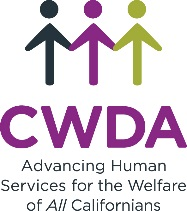 CWDA
Advancing Human
Services for the Welfare
of All Californians